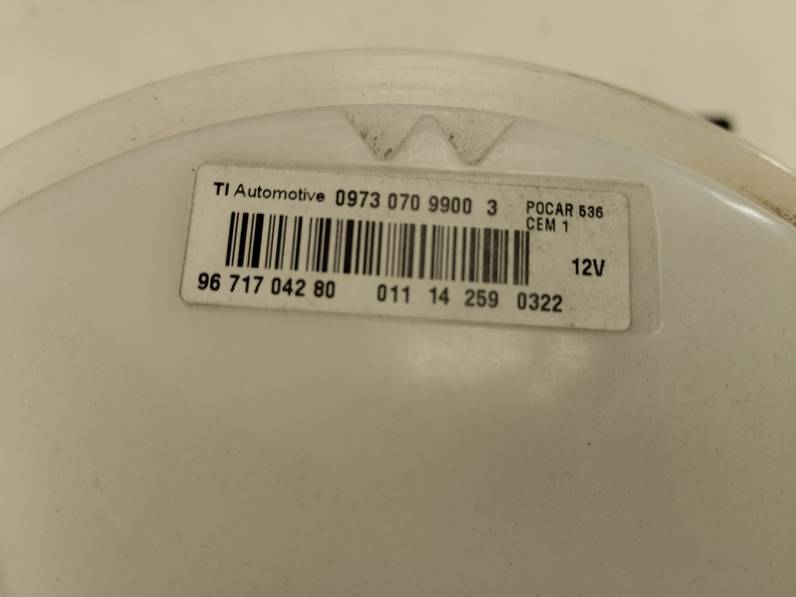 TI Automotive 0973 070 9900 3
POCAR 536
CEM 1
12V
96 717 042 80 011 14 259 0322